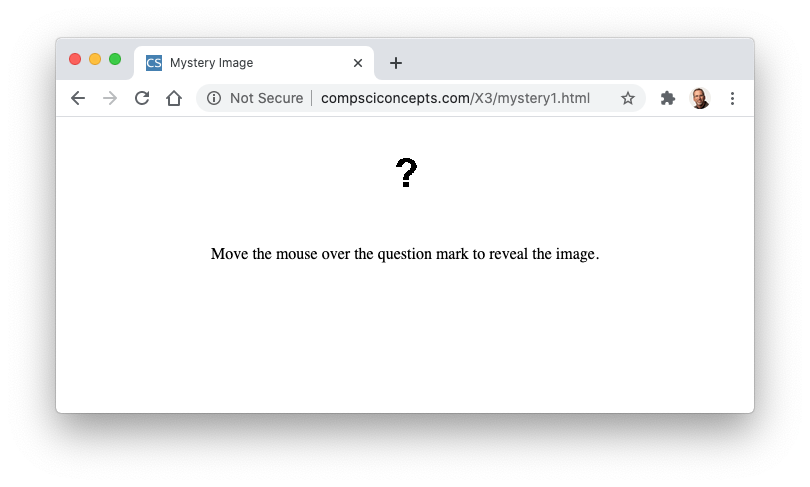 CS Mystery Image
Not Secure | compsciconcepts.com/X3/mystery1.html
?
Move the mouse over the question mark to reveal the image.